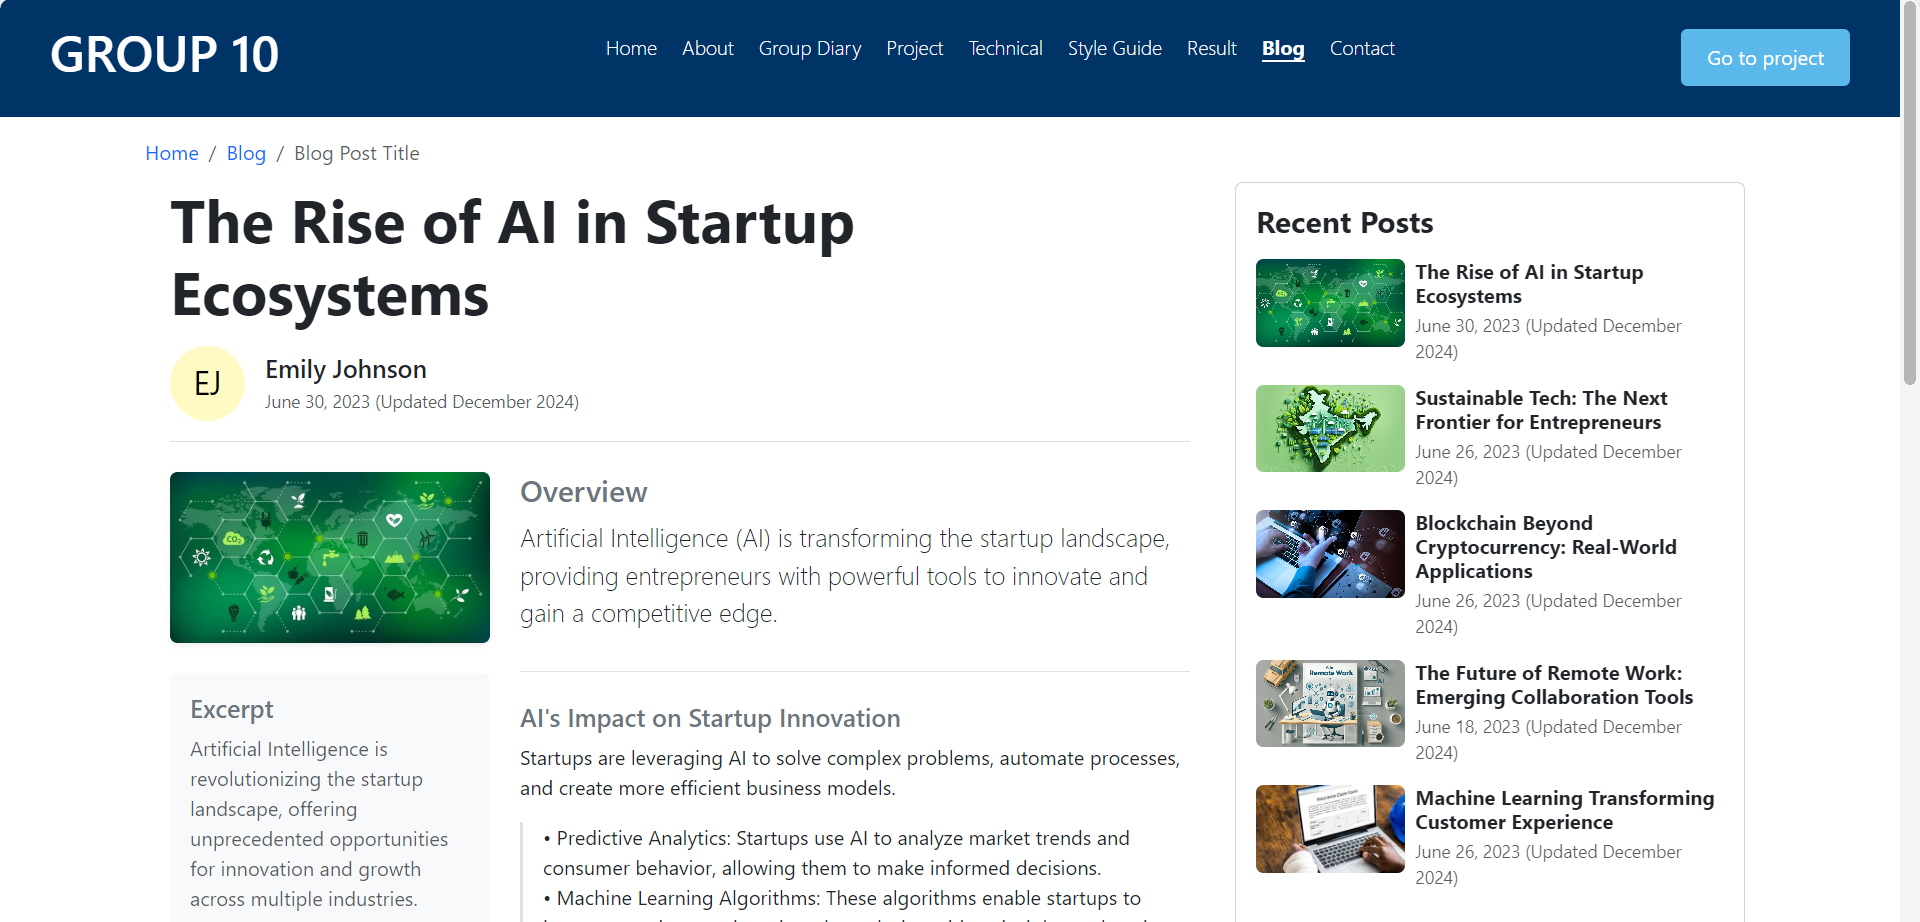 GROUP 10
Home About Group Diary Project Technical Style Guide Result Blog Contact
Go to project
Home / Blog / Blog Post Title
The Rise of AI in Startup
Ecosystems
EJ
Emily Johnson
June 30, 2023 (Updated December 2024)
CO₂
Excerpt
Artificial Intelligence is
revolutionizing the startup
landscape, offering
unprecedented opportunities
for innovation and growth
across multiple industries.
Overview
Artificial Intelligence (AI) is transforming the startup landscape,
providing entrepreneurs with powerful tools to innovate and
gain a competitive edge.
AI's Impact on Startup Innovation
Startups are leveraging AI to solve complex problems, automate processes,
and create more efficient business models.
• Predictive Analytics: Startups use AI to analyze market trends and
consumer behavior, allowing them to make informed decisions.
• Machine Learning Algorithms: These algorithms enable startups to
Recent Posts
The Rise of AI in Startup
Ecosystems
June 30, 2023 (Updated December
2024)
Sustainable Tech: The Next
Frontier for Entrepreneurs
June 26, 2023 (Updated December
2024)
Blockchain Beyond
Cryptocurrency: Real-World
Applications
June 26, 2023 (Updated December
2024)
Remote Work
The Future of Remote Work:
Emerging Collaboration Tools
June 18, 2023 (Updated December
2024)
Insurance Claim Form
Machine Learning Transforming
Customer Experience
June 26, 2023 (Updated December
2024)